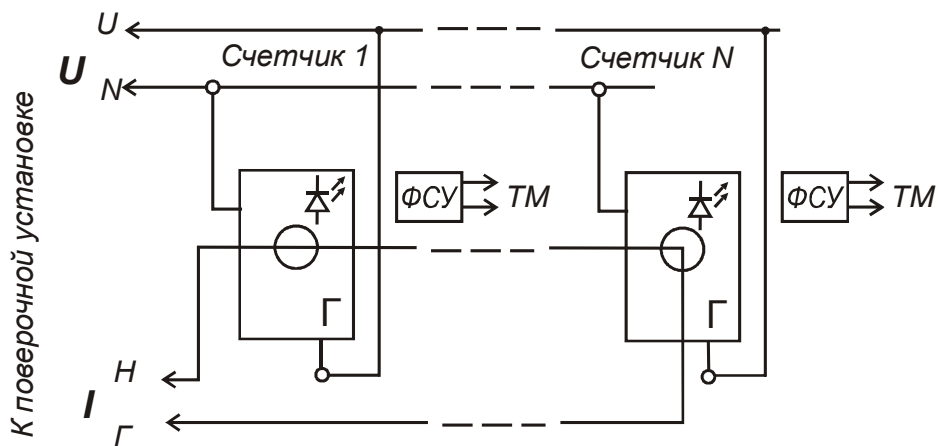 U
Счетчик 1
Счетчик N
U
N
К поверочной установке
ФСУ
ТМ
ФСУ
ТМ
Г
Г
Н
I
Г